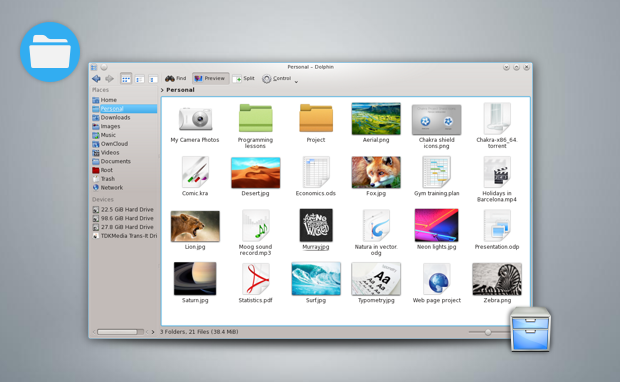 Personal – Dolphin
Find
Preview
Split
Control
Places
Personal
Home
Personal
Downloads
Images
Music
OwnCloud
Videos
Documents
Root
Trash
Network
Devices
22.5 GiB Hard Drive
98.6 GiB Hard Drive
27.8 GiB Hard Drive
TDKMedia Trans-It Dri
My Camera Photos
Programming
lessons
Project
Aerial.png
Chakra shield
icons.png
Chakra-x86_64.
torrent
Comic.kra
Desert.jpg
Economics.ods
Fox.jpg
Gym training.plan
Holidays in
Barcelona.mp4
Lion.jpg
Moog sound
record.mp3
Murray.jpg
Natura in vector.
odg
Neon lights.jpg
Presentation.odp
Saturn.jpg
Statistics.pdf
Surf.jpg
Typometry.jpg
Web page project
Zebra.png
3 Folders, 21 Files (38.4 MiB)